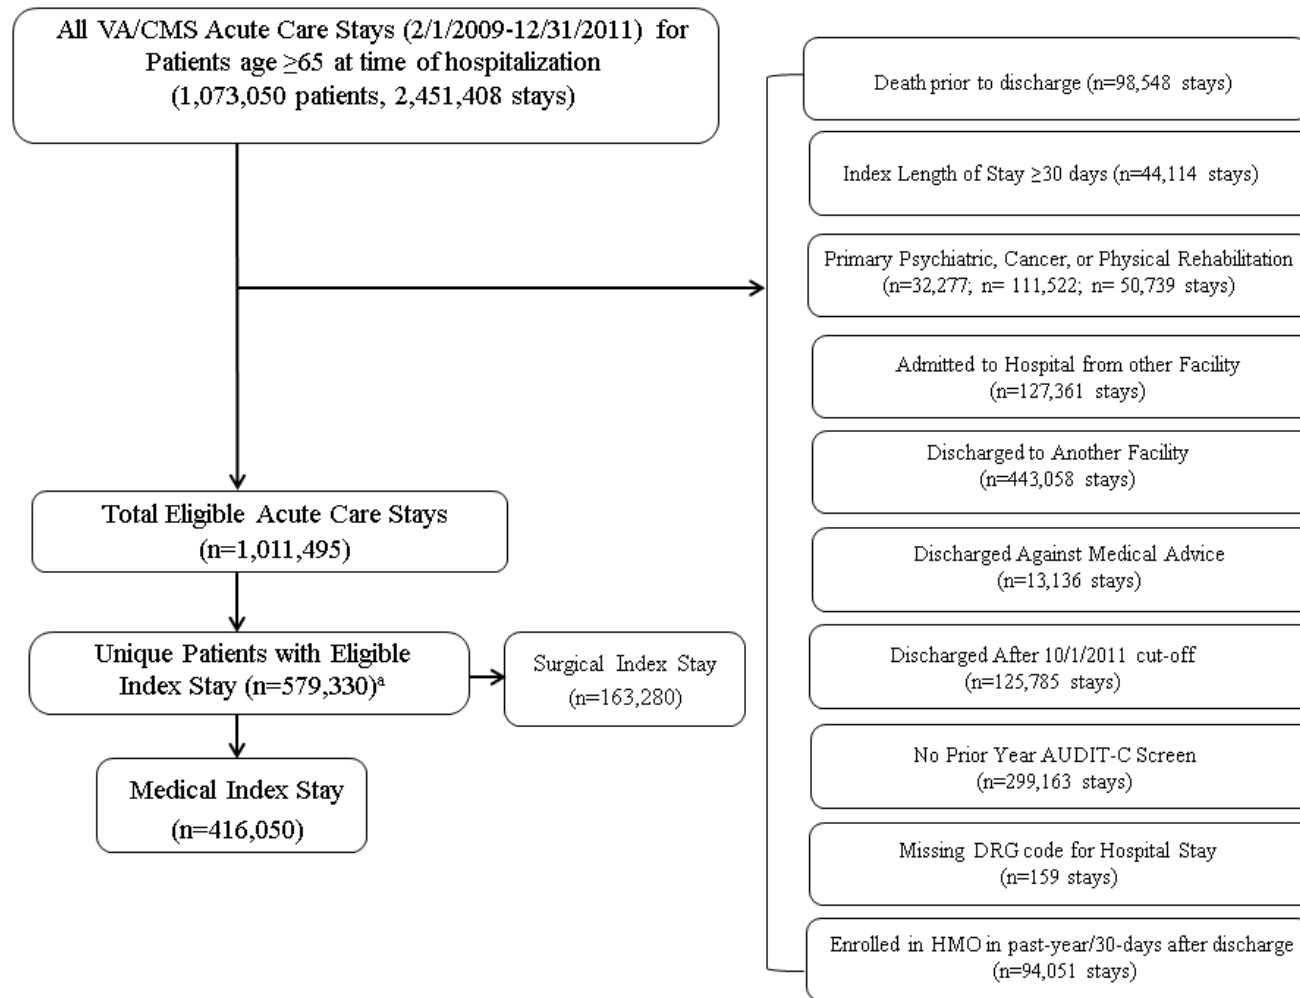 All VA/CMS Acute Care Stays (2/1/2009-12/31/2011) for
Patients age ≥65 at time of hospitalization
(1,073,050 patients, 2,451,408 stays)
Death prior to discharge (n=98,548 stays)
Index Length of Stay ≥30 days (n=44,114 stays)
Primary Psychiatric, Cancer, or Physical Rehabilitation
(n=32,277; n= 111,522; n= 50,739 stays)
Admitted to Hospital from other Facility
(n=127,361 stays)
Discharged to Another Facility
(n=443,058 stays)
Discharged Against Medical Advice
(n=13,136 stays)
Discharged After 10/1/2011 cut-off
(n=125,785 stays)
No Prior Year AUDIT-C Screen
(n=299,163 stays)
Missing DRG code for Hospital Stay
(n=159 stays)
Enrolled in HMO in past-year/30-days after discharge
(n=94,051 stays)
Total Eligible Acute Care Stays
(n=1,011,495)
Unique Patients with Eligible
Index Stay (n=579,330)ª
Surgical Index Stay
(n=163,280)
Medical Index Stay
(n=416,050)